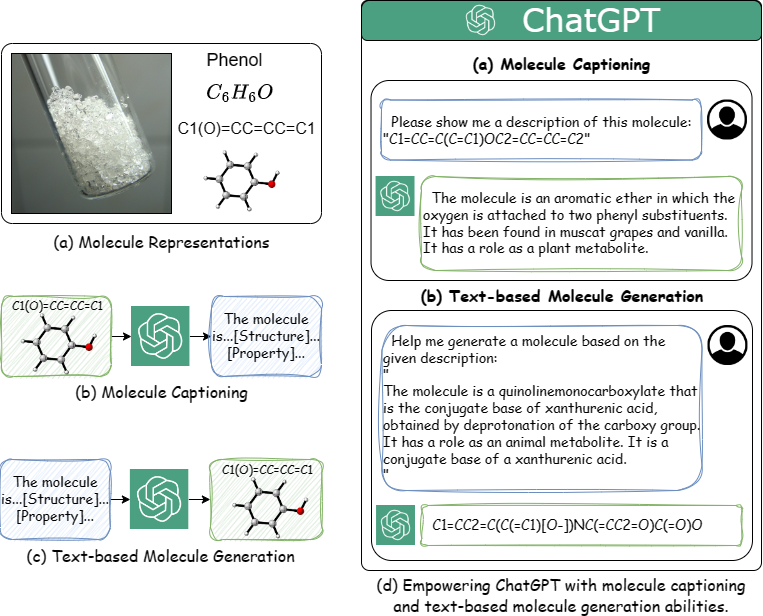 Phenol
C6H6O
C1(O)=CC=CC=C1
(a) Molecule Representations
C1(O)=CC=CC=C1
The molecule
is...[Structure]...
[Property]...
(b) Molecule Captioning
The molecule
is...[Structure]...
[Property]...
C1(O)=CC=CC=C1
(c) Text-based Molecule Generation
ChatGPT
(a) Molecule Captioning
Please show me a description of this molecule:
"C1=CC=C(C=C1)OC2=CC=CC=C2"
The molecule is an aromatic ether in which the
oxygen is attached to two phenyl substituents.
It has been found in muscat grapes and vanilla.
It has a role as a plant metabolite.
(b) Text-based Molecule Generation
Help me generate a molecule based on the
given description:
"
The molecule is a quinolinemonocarboxylate that
is the conjugate base of xanthurenic acid,
obtained by deprotonation of the carboxy group.
It has a role as an animal metabolite. It is a
conjugate base of a xanthurenic acid.
"
C1=CC2=C(C(=C1)[O-])NC(=CC2=O)C(=O)O
(d) Empowering ChatGPT with molecule captioning
and text-based molecule generation abilities.